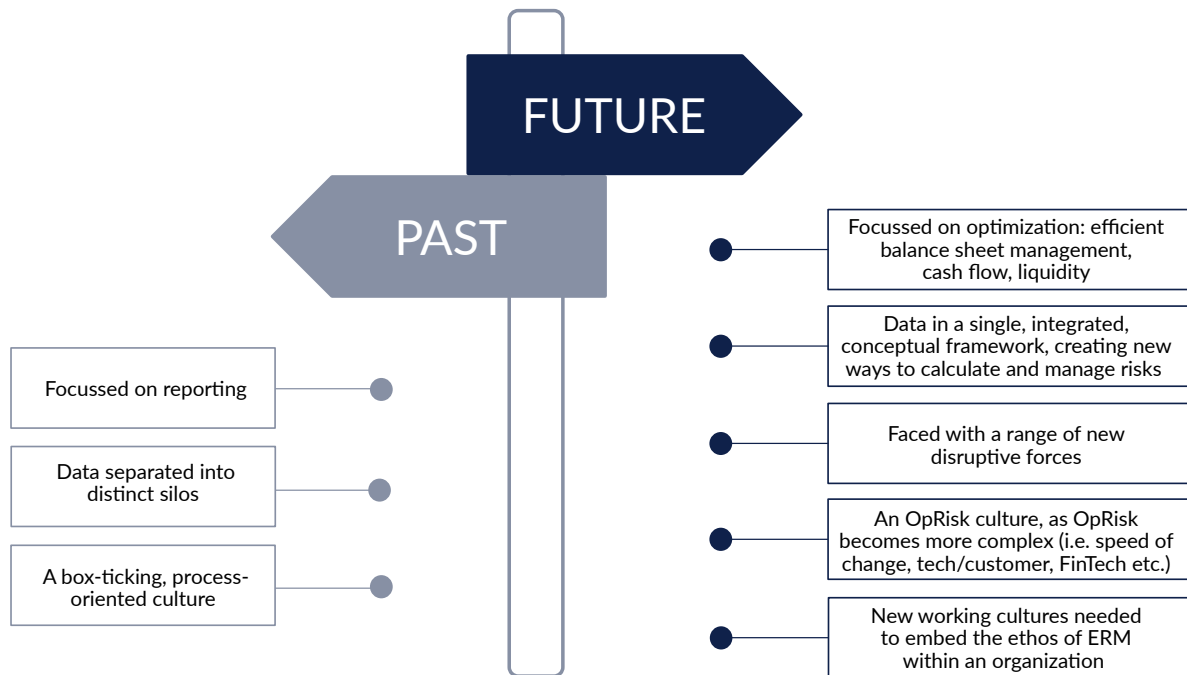 FUTURE
PAST
Focussed on reporting
Data separated into
distinct silos
A box-ticking, process-
oriented culture
Focussed on optimization: efficient
balance sheet management,
cash flow, liquidity
Data in a single, integrated,
conceptual framework, creating new
ways to calculate and manage risks
Faced with a range of new
disruptive forces
An OpRisk culture, as OpRisk
becomes more complex (i.e. speed of
change, tech/customer, FinTech etc.)
New working cultures needed
to embed the ethos of ERM
within an organization